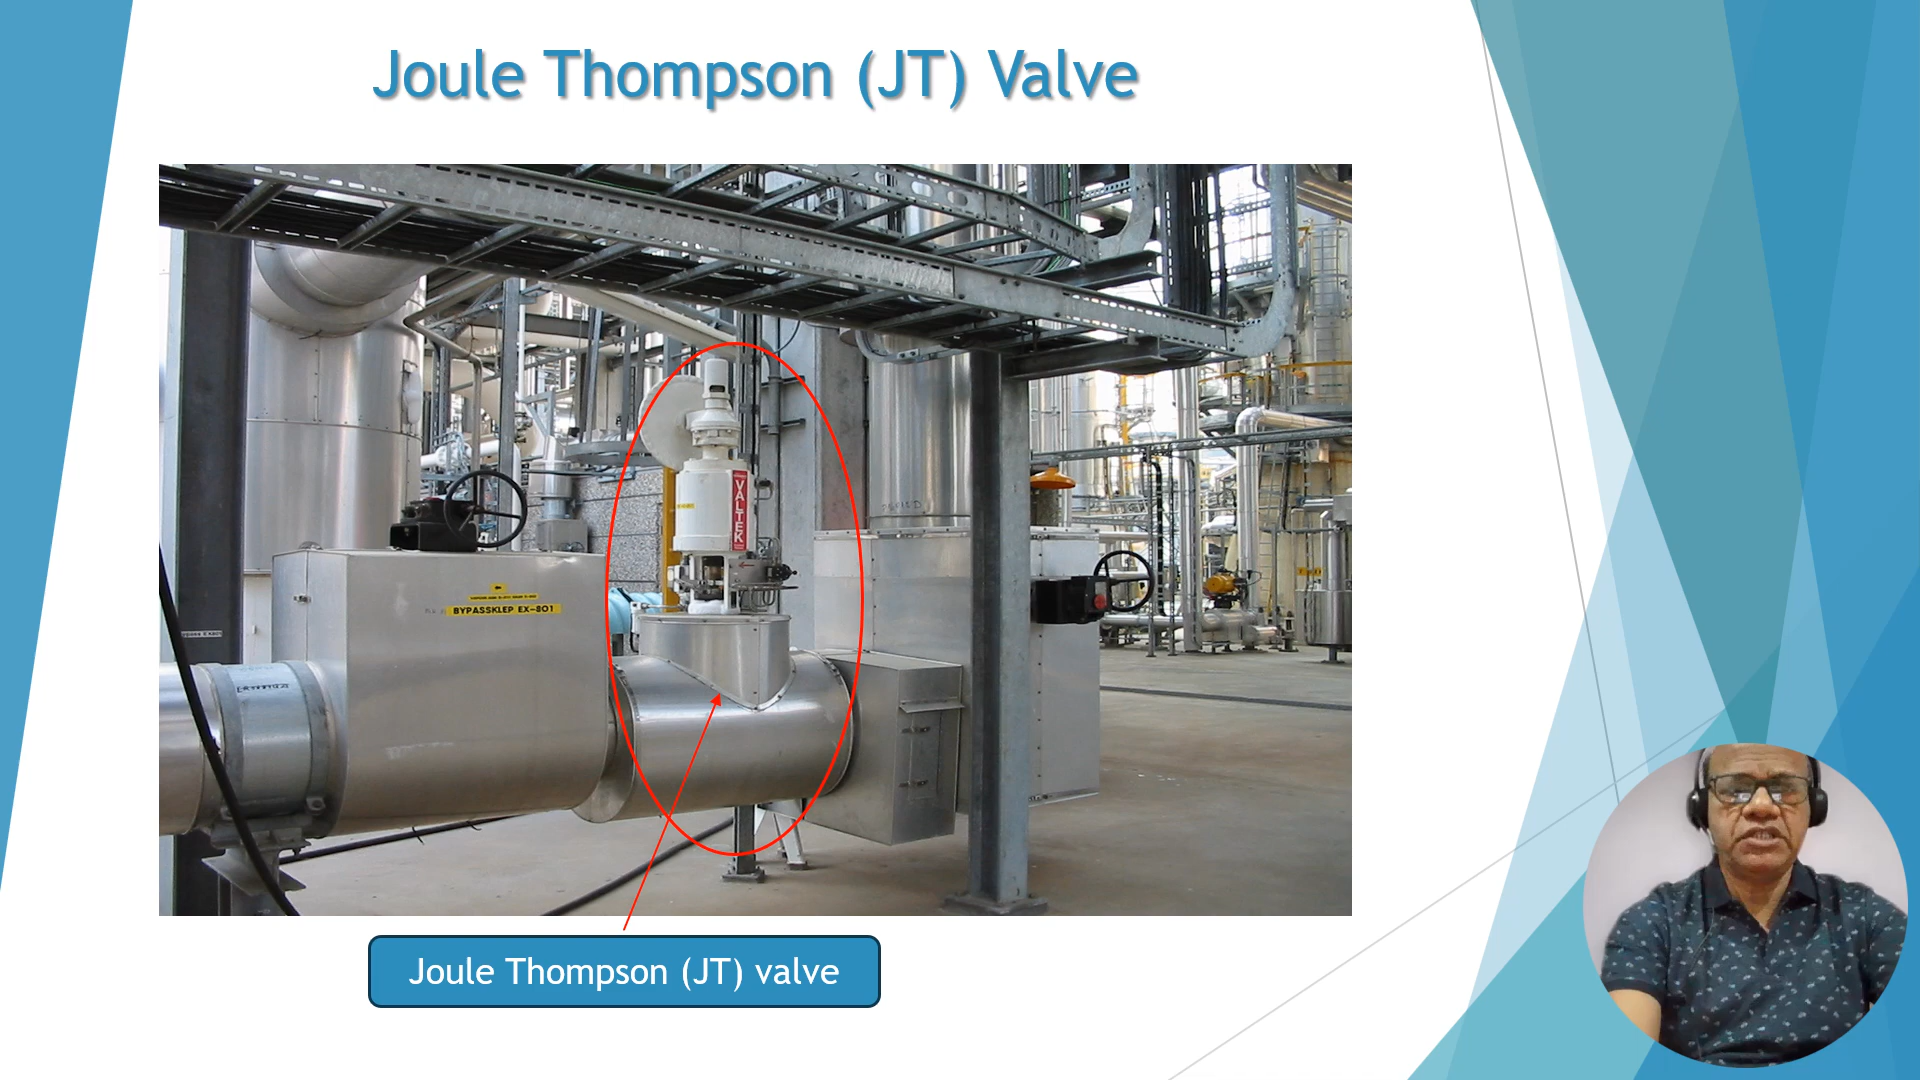 Joule Thompson (JT) Valve
VALTEK
BYPASSKLEP EX-801
Joule Thompson (JT) valve